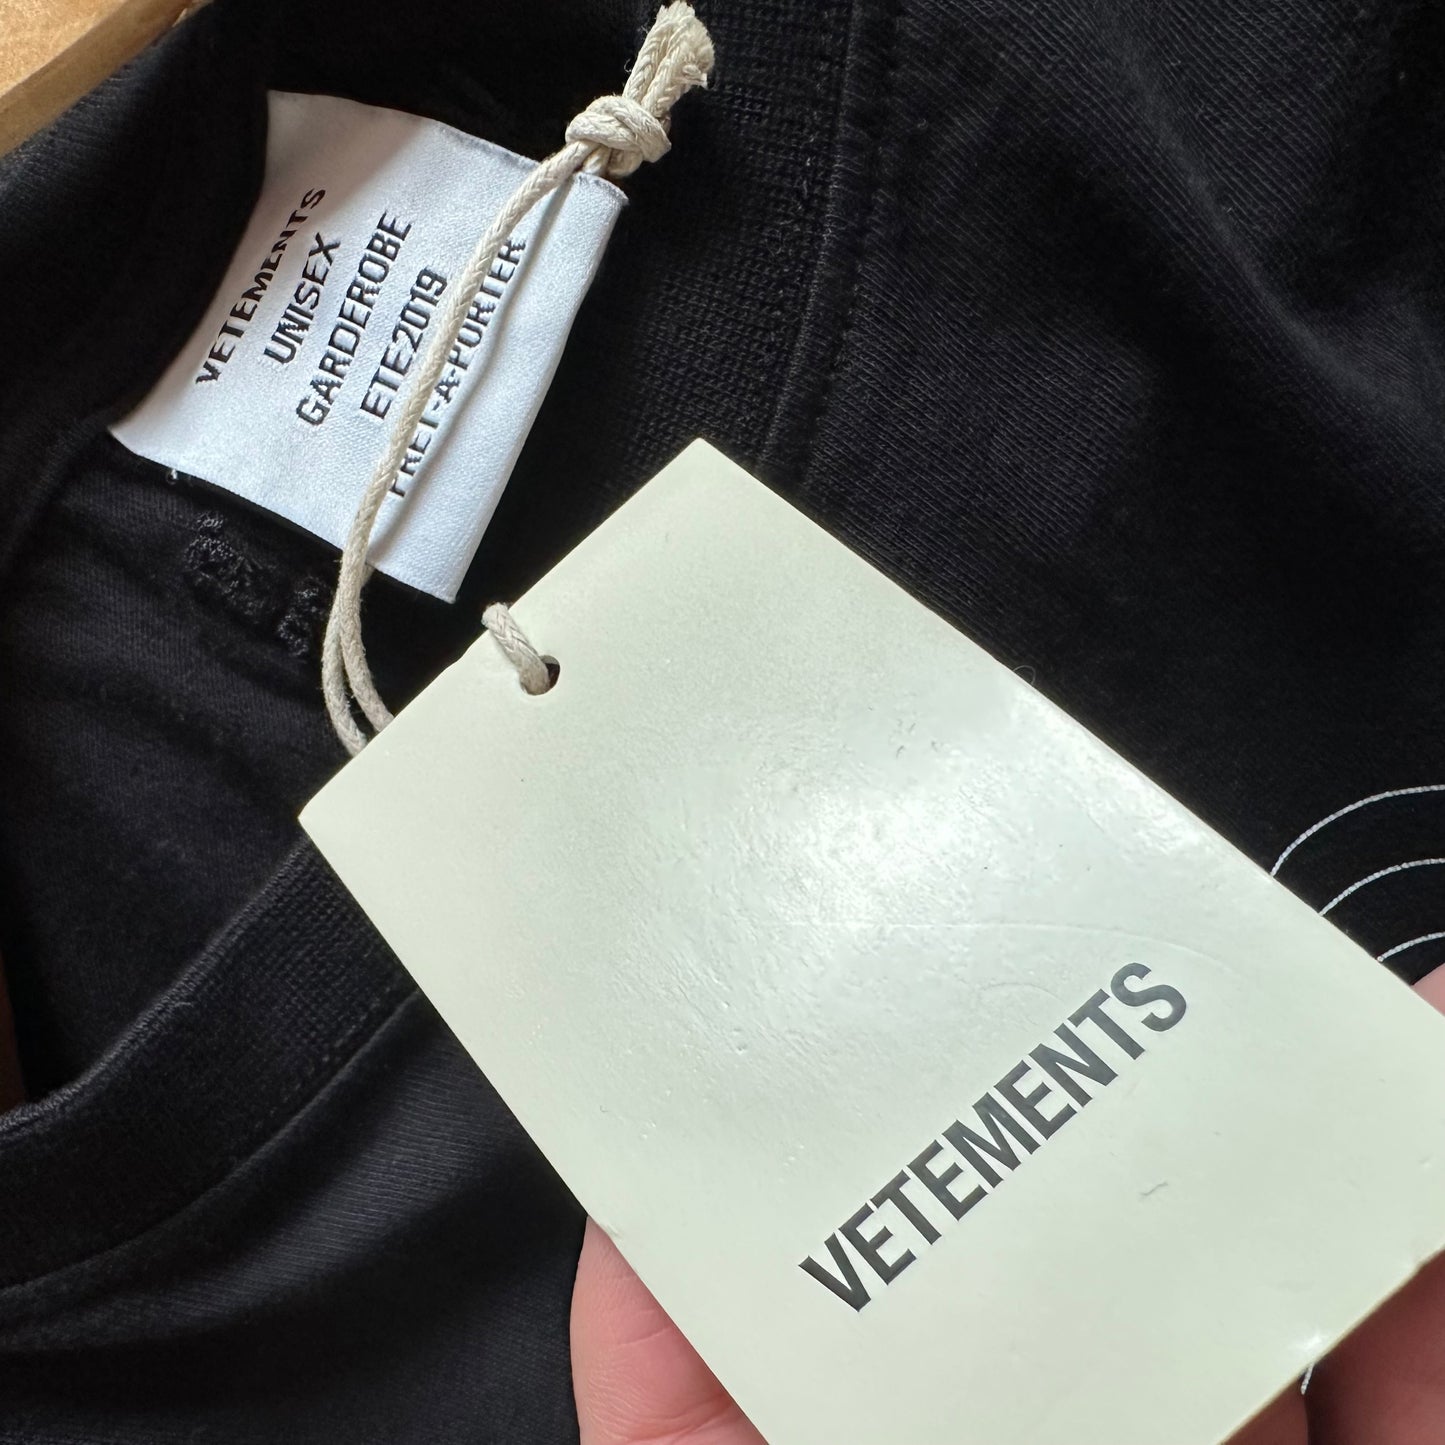 VETEMENTS
UNISEX
GARDEROBE
ETE2019
PRET-A-PORTER
VETEMENTS